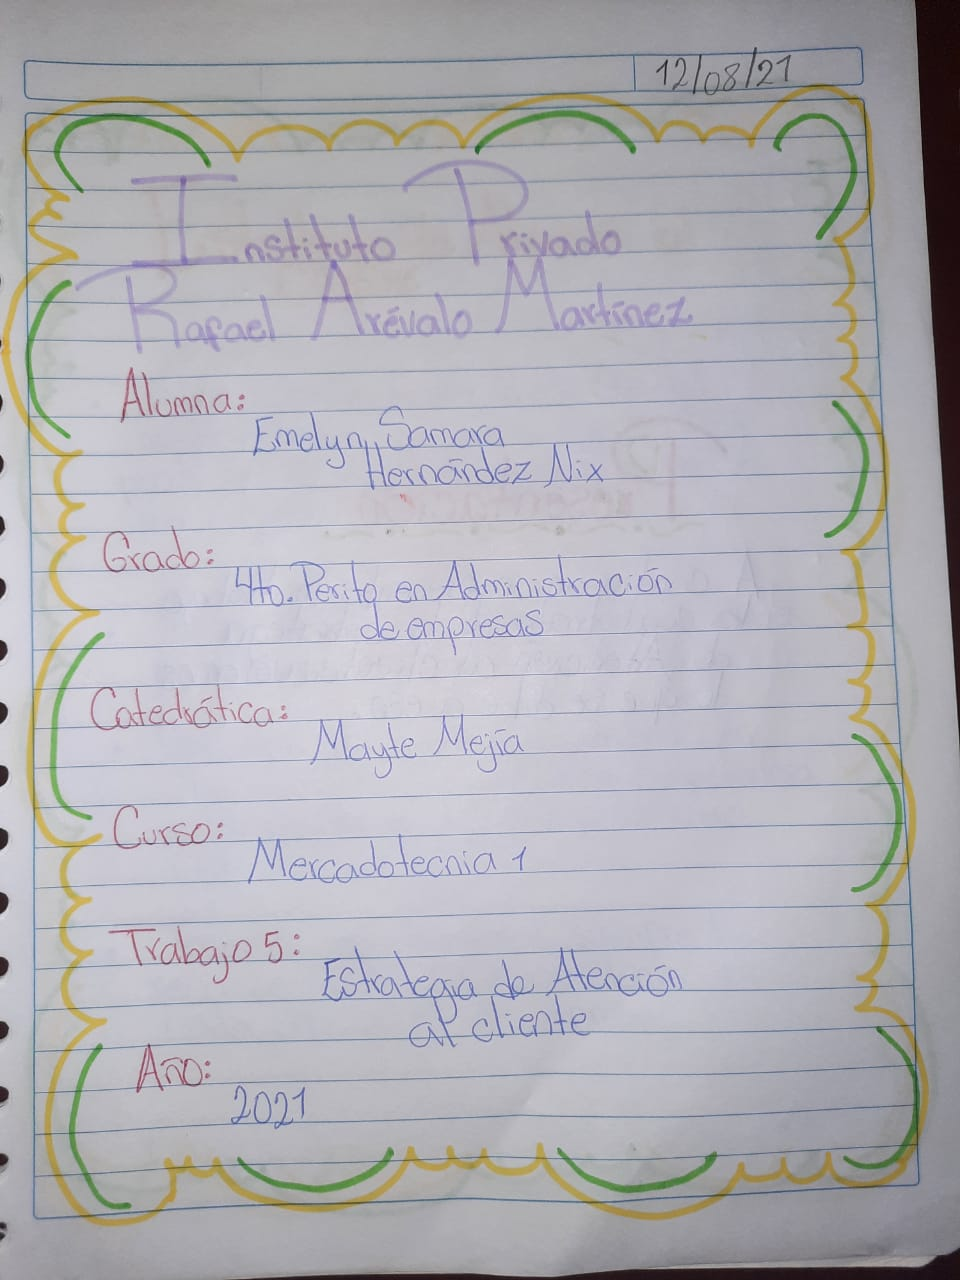 12/08/21
Instituto Privado
Rafael Arévalo Martínez
Alumna:
Emelyn Samara
Hernández Nix
Grado:
4to. Perito en Administración
de empresas
Catedrática:
Mayte Mejía
Curso:
Mercadotecnia 1
Trabajo 5:
Estrategia de Atención
al cliente
Año:
2021